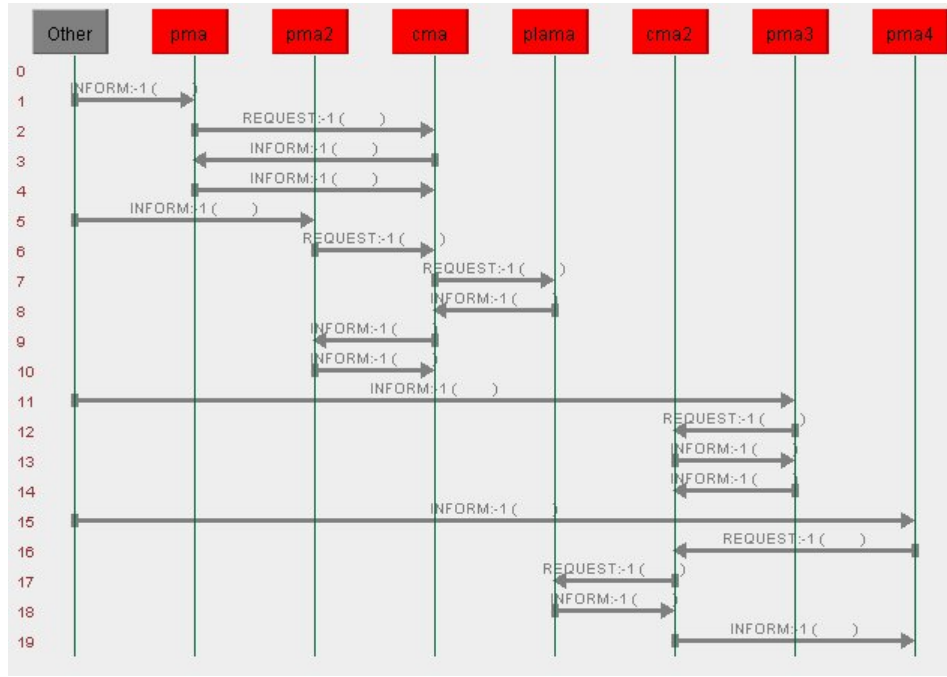 Other pma pma2 cma plama cma2 pma3 pma4
0
1 INFORM:-1 ( )
2 REQUEST:-1 ( )
3 INFORM:-1 ( )
4 INFORM:-1 ( )
5 INFORM:-1 ( )
6 REQUEST:-1 ( )
7 REQUEST:-1 ( )
8 INFORM:-1 ( )
9 INFORM:-1 ( )
10 INFORM:-1 ( )
11 INFORM:-1 ( )
12 REQUEST:-1 ( )
13 INFORM:-1 ( )
14 INFORM:-1 ( )
15 INFORM:-1 ( )
16 REQUEST:-1 ( )
17 REQUEST:-1 ( )
18 INFORM:-1 ( )
19 INFORM:-1 ( )